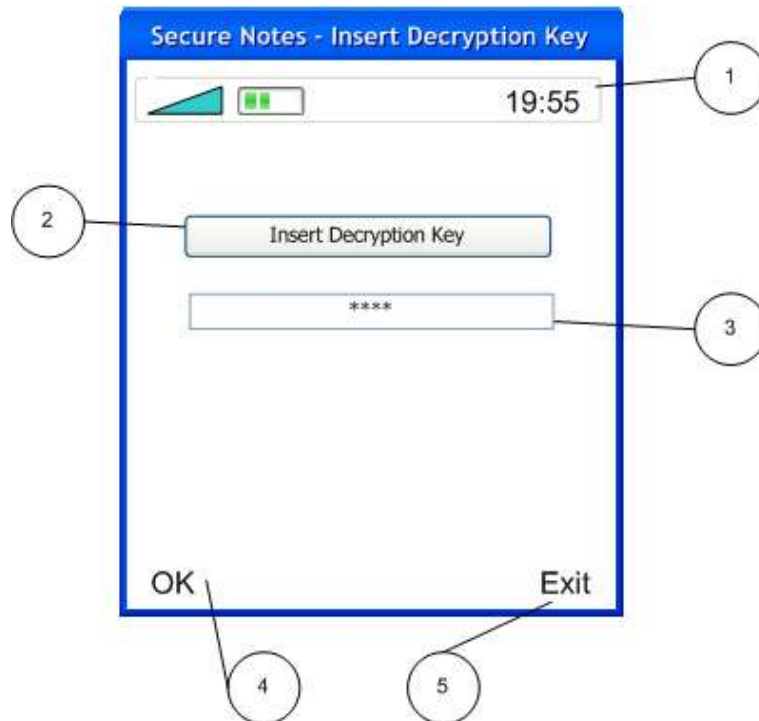 Secure Notes - Insert Decryption Key
19:55
1
2
Insert Decryption Key
****
3
OK
Exit
4
5